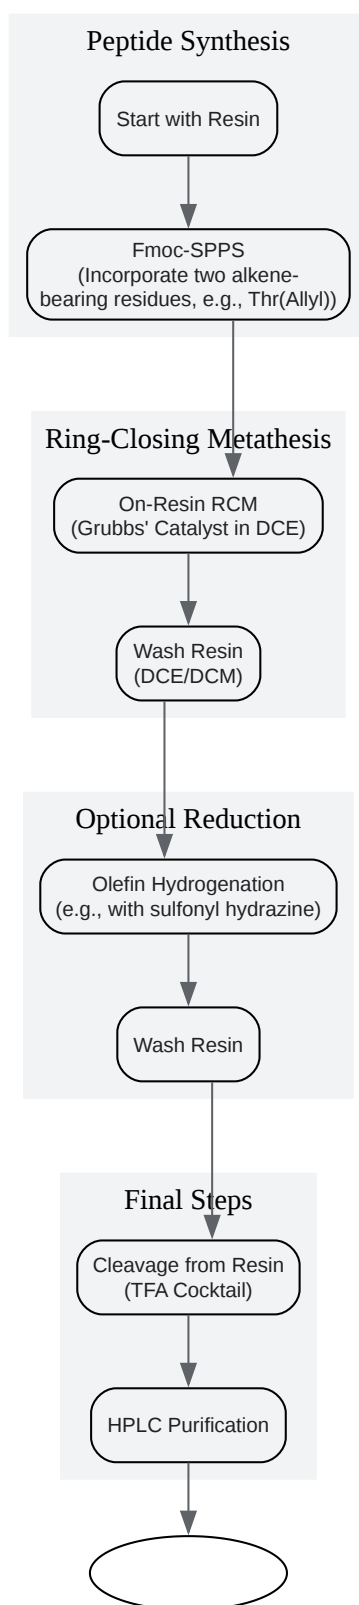 Peptide Synthesis
Start with Resin
Fmoc-SPPS
(Incorporate two alkene-
bearing residues, e.g., Thr(Allyl))
Ring-Closing Metathesis
On-Resin RCM
(Grubbs' Catalyst in DCE)
Wash Resin
(DCE/DCM)
Optional Reduction
Olefin Hydrogenation
(e.g., with sulfonyl hydrazine)
Wash Resin
Final Steps
Cleavage from Resin
(TFA Cocktail)
HPLC Purification